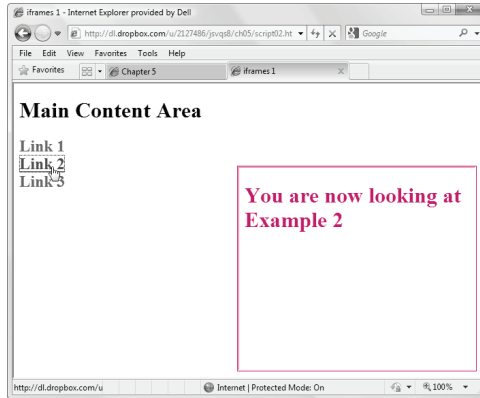 iframes 1 - Internet Explorer provided by Dell
http://dl.dropbox.com/u/2127486/jsvqs8/ch05/script02.ht
Google
File Edit View Favorites Tools Help
Favorites
Chapter 5
iframes 1
Main Content Area
Link 1
Link 2
Link 3
You are now looking at
Example 2
http://dl.dropbox.com/u
Internet | Protected Mode: On
100%